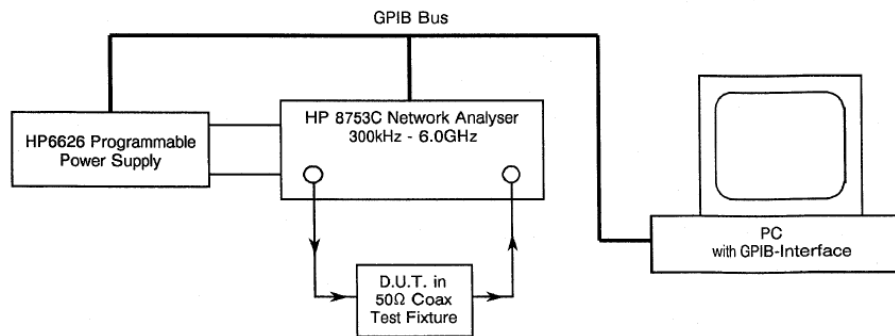 GPIB Bus
HP6626 Programmable
Power Supply
HP 8753C Network Analyser
300kHz - 6.0GHz
D.U.T. in
50Ω Coax
Test Fixture
PC
with GPIB-Interface